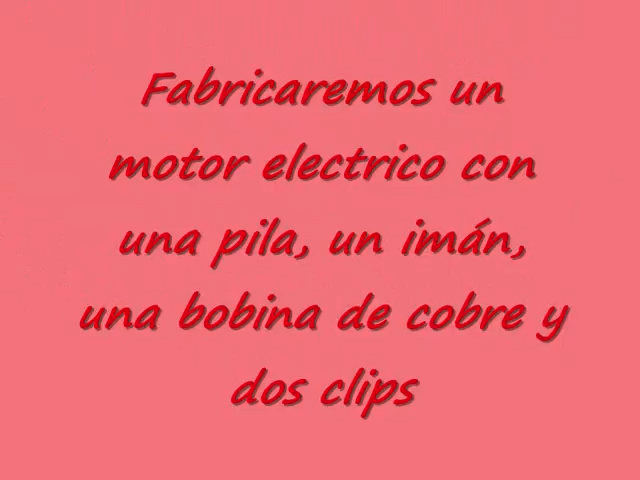 Fabricaremos un
motor electrico con
una pila, un imán,
una bobina de cobre y
dos clips